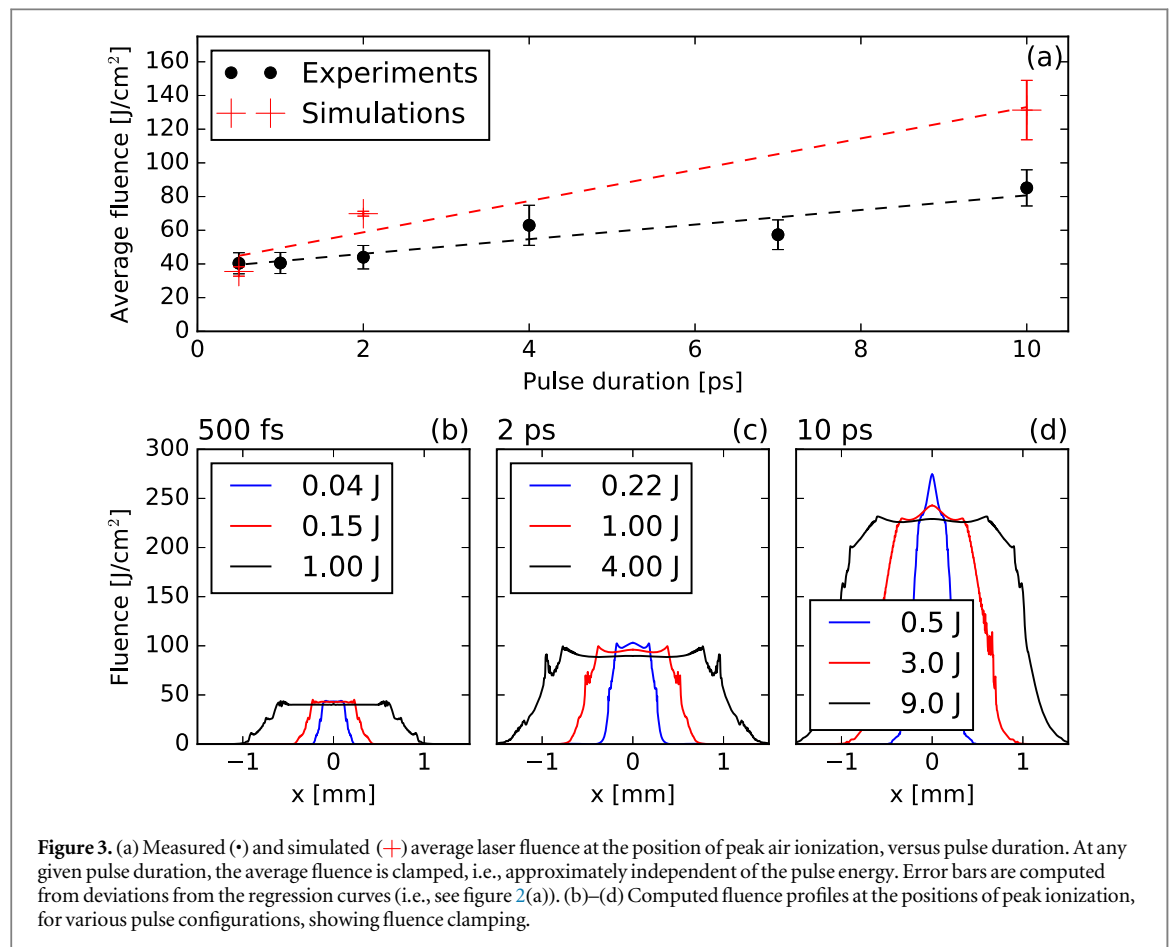 (a)
Experiments
Simulations
Average fluence [J/cm²]
160
140
120
100
80
60
40
20
0
0 2 4 6 8 10
Pulse duration [ps]
500 fs (b)
0.04 J
0.15 J
1.00 J
Fluence [J/cm²]
300
250
200
150
100
50
0
−1 0 1
x [mm]
2 ps (c)
0.22 J
1.00 J
4.00 J
−1 0 1
x [mm]
10 ps (d)
0.5 J
3.0 J
9.0 J
−1 0 1
x [mm]
Figure 3. (a) Measured (•) and simulated (+) average laser fluence at the position of peak air ionization, versus pulse duration. At any
given pulse duration, the average fluence is clamped, i.e., approximately independent of the pulse energy. Error bars are computed
from deviations from the regression curves (i.e., see figure 2(a)). (b)–(d) Computed fluence profiles at the positions of peak ionization,
for various pulse configurations, showing fluence clamping.